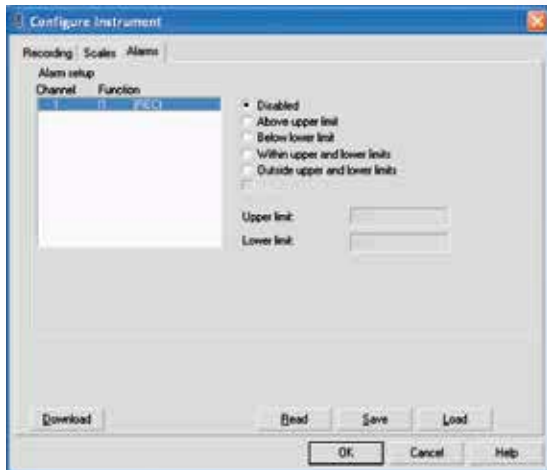 Configure Instrument
Recording Scales Alarms
Alarm setup
Channel Function
1
Disabled
Above upper limit
Below lower limit
Within upper and lower limits
Outside upper and lower limits
Upper limit:
Lower limit:
Download Read Save Load
OK Cancel Help